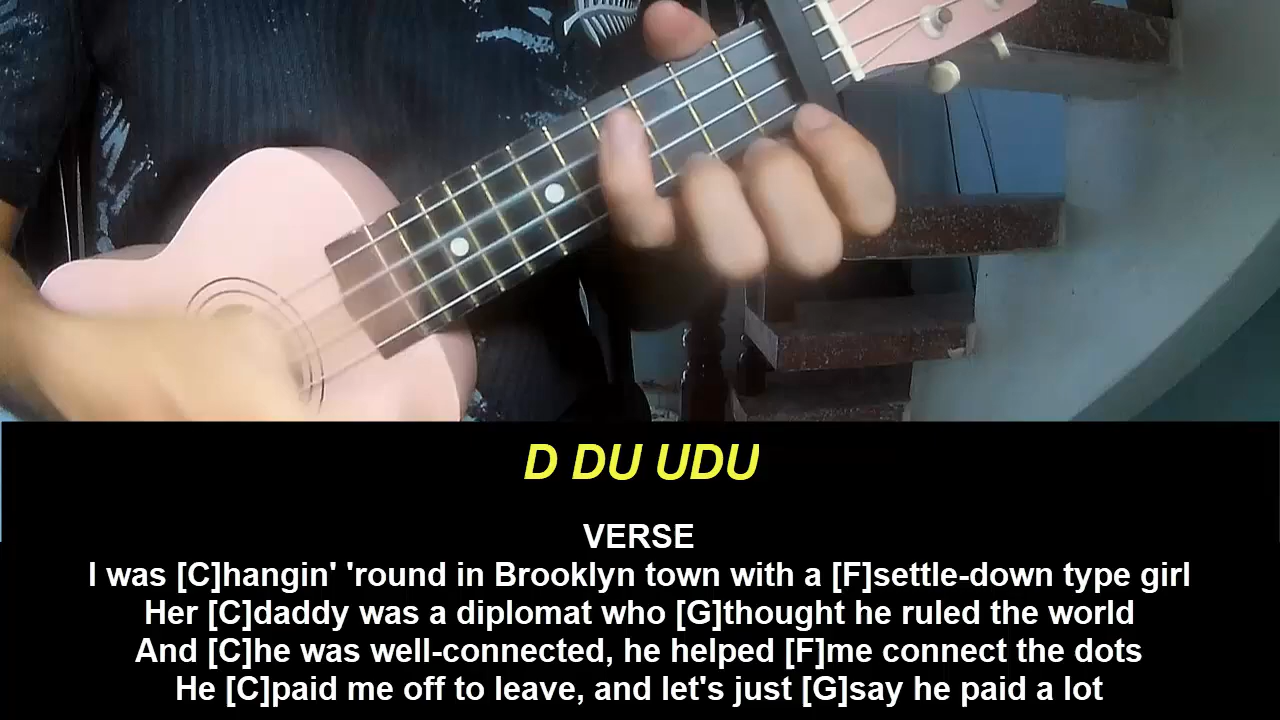 D DU UDU
VERSE
I was [C]hangin' 'round in Brooklyn town with a [F]settle-down type girl
Her [C]daddy was a diplomat who [G]thought he ruled the world
And [C]he was well-connected, he helped [F]me connect the dots
He [C]paid me off to leave, and let's just [G]say he paid a lot